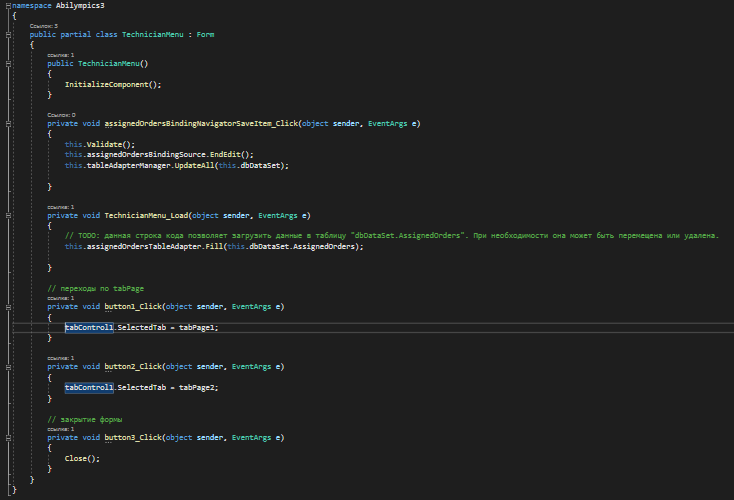 namespace Abilympics3
{
Ссылок: 3
public partial class TechnicianMenu : Form
{
ссылка: 1
public TechnicianMenu()
{
InitializeComponent();
}
Ссылок: 0
private void assignedOrdersBindingNavigatorSaveItem_Click(object sender, EventArgs e)
{
this.Validate();
this.assignedOrdersBindingSource.EndEdit();
this.tableAdapterManager.UpdateAll(this.dbDataSet);
}
ссылка: 1
private void TechnicianMenu_Load(object sender, EventArgs e)
{
// TODO: данная строка кода позволяет загрузить данные в таблицу "dbDataSet.AssignedOrders". При необходимости она может быть перемещена или удалена.
this.assignedOrdersTableAdapter.Fill(this.dbDataSet.AssignedOrders);
}
// переходы по tabPage
ссылка: 1
private void button1_Click(object sender, EventArgs e)
{
tabControl1.SelectedTab = tabPage1;
}
ссылка: 1
private void button2_Click(object sender, EventArgs e)
{
tabControl1.SelectedTab = tabPage2;
}
// закрытие формы
ссылка: 1
private void button3_Click(object sender, EventArgs e)
{
Close();
}
}
}